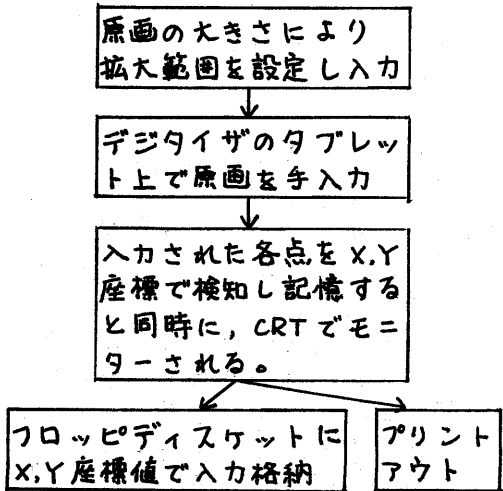 原画の大きさにより
拡大範囲を設定し入力
デジタイザのタブレッ
ト上で原画を手入力
入力された各点をX,Y
座標で検知し記憶する
と同時に,CRTでモニ
ターされる。
フロッピディスケットに
X,Y座標値で入力格納
プリント
アウト